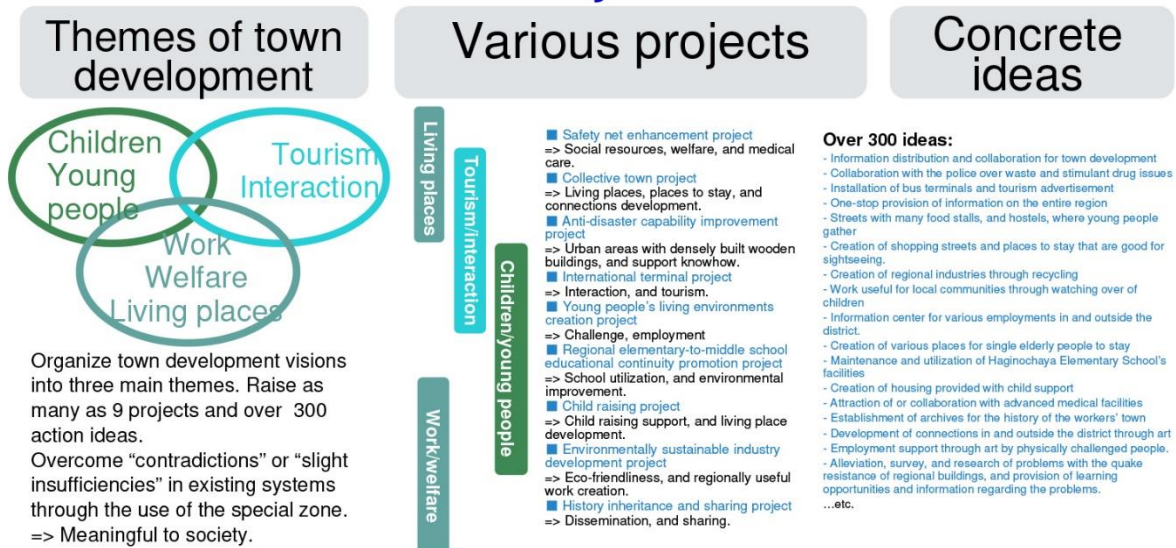 Themes of town
development
Children
Young
people
Tourism
Interaction
Work
Welfare
Living places
Organize town development visions
into three main themes. Raise as
many as 9 projects and over 300
action ideas.
Overcome “contradictions” or “slight
insufficiencies” in existing systems
through the use of the special zone.
=> Meaningful to society.
Various projects
Living places
Tourism/interaction
Children/young people
Work/welfare
■ Safety net enhancement project
=> Social resources, welfare, and medical
care.
■ Collective town project
=> Living places, places to stay, and
connections development.
■ Anti-disaster capability improvement
project
=> Urban areas with densely built wooden
buildings, and support knowhow.
■ International terminal project
=> Interaction, and tourism.
■ Young people’s living environments
creation project
=> Challenge, employment
■ Regional elementary-to-middle school
educational continuity promotion project
=> School utilization, and environmental
improvement.
■ Child raising project
=> Child raising support, and living place
development.
■ Environmentally sustainable industry
development project
=> Eco-friendliness, and regionally useful
work creation.
■ History inheritance and sharing project
=> Dissemination, and sharing.
Concrete
ideas
Over 300 ideas:
- Information distribution and collaboration for town development
- Collaboration with the police over waste and stimulant drug issues
- Installation of bus terminals and tourism advertisement
- One-stop provision of information on the entire region
- Streets with many food stalls, and hostels, where young people
gather
- Creation of shopping streets and places to stay that are good for
sightseeing.
- Creation of regional industries through recycling
- Work useful for local communities through watching over of
children
- Information center for various employments in and outside the
district.
- Creation of various places for single elderly people to stay
- Maintenance and utilization of Haginochaya Elementary School’s
facilities
- Creation of housing provided with child support
- Attraction of or collaboration with advanced medical facilities
- Establishment of archives for the history of the workers’ town
- Development of connections in and outside the district through art
- Employment support through art by physically challenged people.
- Alleviation, survey, and research of problems with the quake
resistance of regional buildings, and provision of learning
opportunities and information regarding the problems.
…etc.